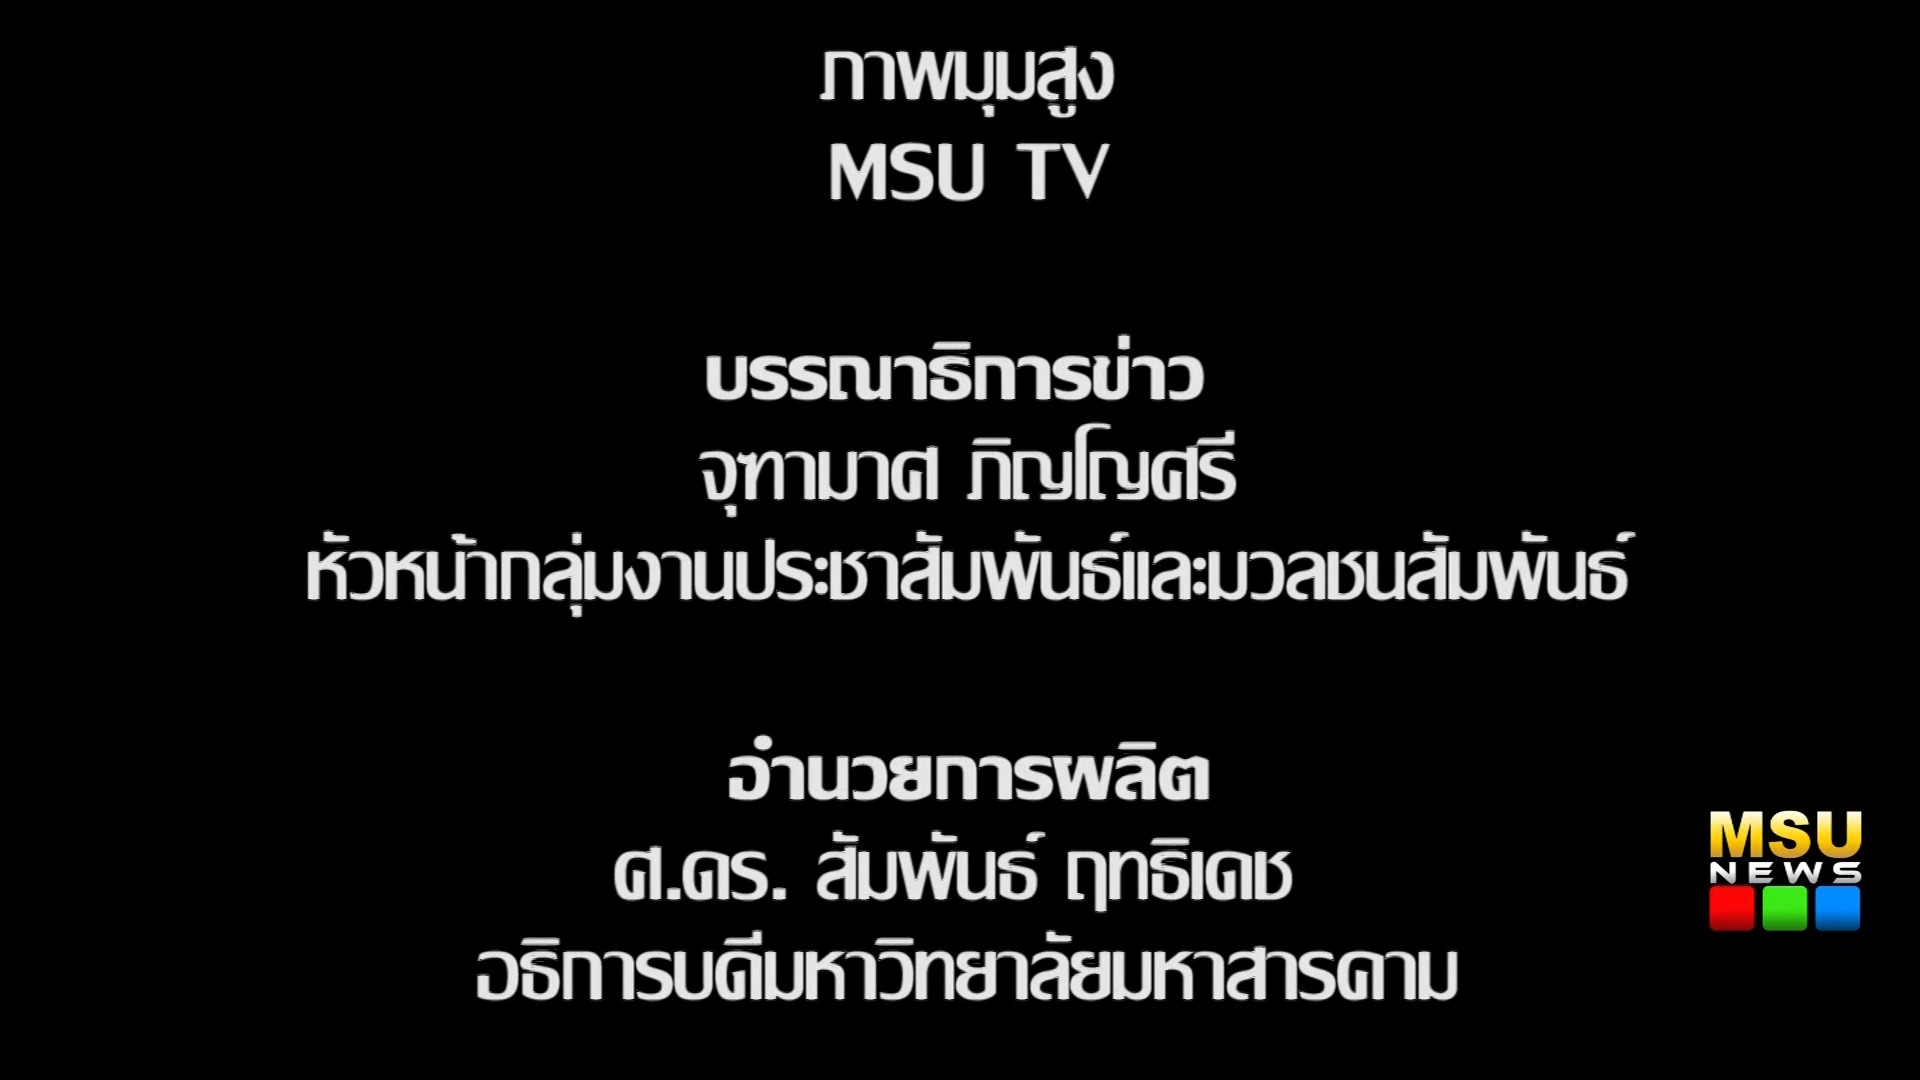 ภาพมุมสูง
MSU TV
บรรณาธิการข่าว
จุฑามาศ ภิญโญศรี
หัวหน้ากลุ่มงานประชาสัมพันธ์และมวลชนสัมพันธ์
อำนวยการผลิต
ศ.ดร. สัมพันธ์ ฤทธิเดช
อธิการบดีมหาวิทยาลัยมหาสารคาม
MSU
NEWS